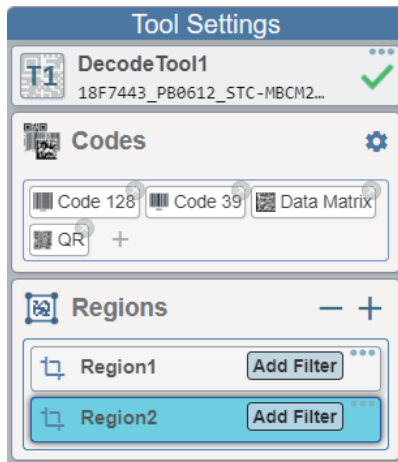 Tool Settings
T1
DecodeTool1
18F7443_PB0612_STC-MBCM2…
Codes
Code 128 Code 39 Data Matrix
QR +
Regions − +
Region1 Add Filter
Region2 Add Filter